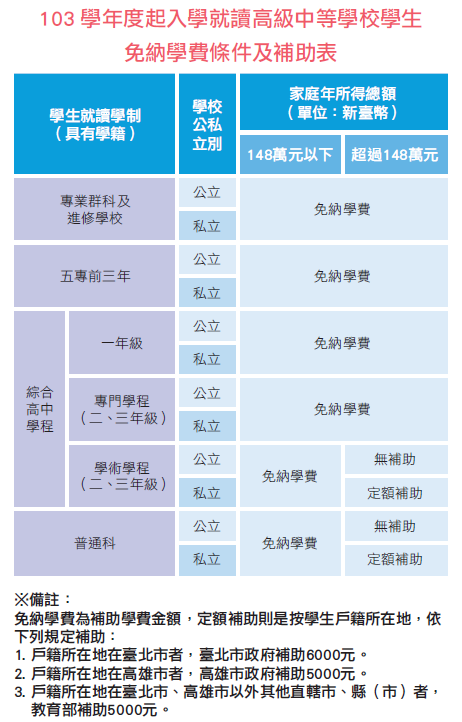 103 學年度起入學就讀高級中等學校學生
免納學費條件及補助表
學生就讀學制
（具有學籍）
學校
公私
立別
家庭年所得總額
（單位：新臺幣）
148萬元以下
超過148萬元
專業群科及
進修學校
公立
私立
免納學費
五專前三年
公立
私立
免納學費
綜合
高中
學程
一年級
公立
私立
免納學費
專門學程
（二、三年級）
公立
私立
免納學費
學術學程
（二、三年級）
公立
私立
免納學費
無補助
定額補助
普通科
公立
私立
免納學費
無補助
定額補助
※備註：
免納學費為補助學費金額，定額補助則是按學生戶籍所在地，依
下列規定補助：
1. 戶籍所在地在臺北市者，臺北市政府補助6000元。
2. 戶籍所在地在高雄市者，高雄市政府補助5000元。
3. 戶籍所在地在臺北市、高雄市以外其他直轄市、縣（市）者，
教育部補助5000元。